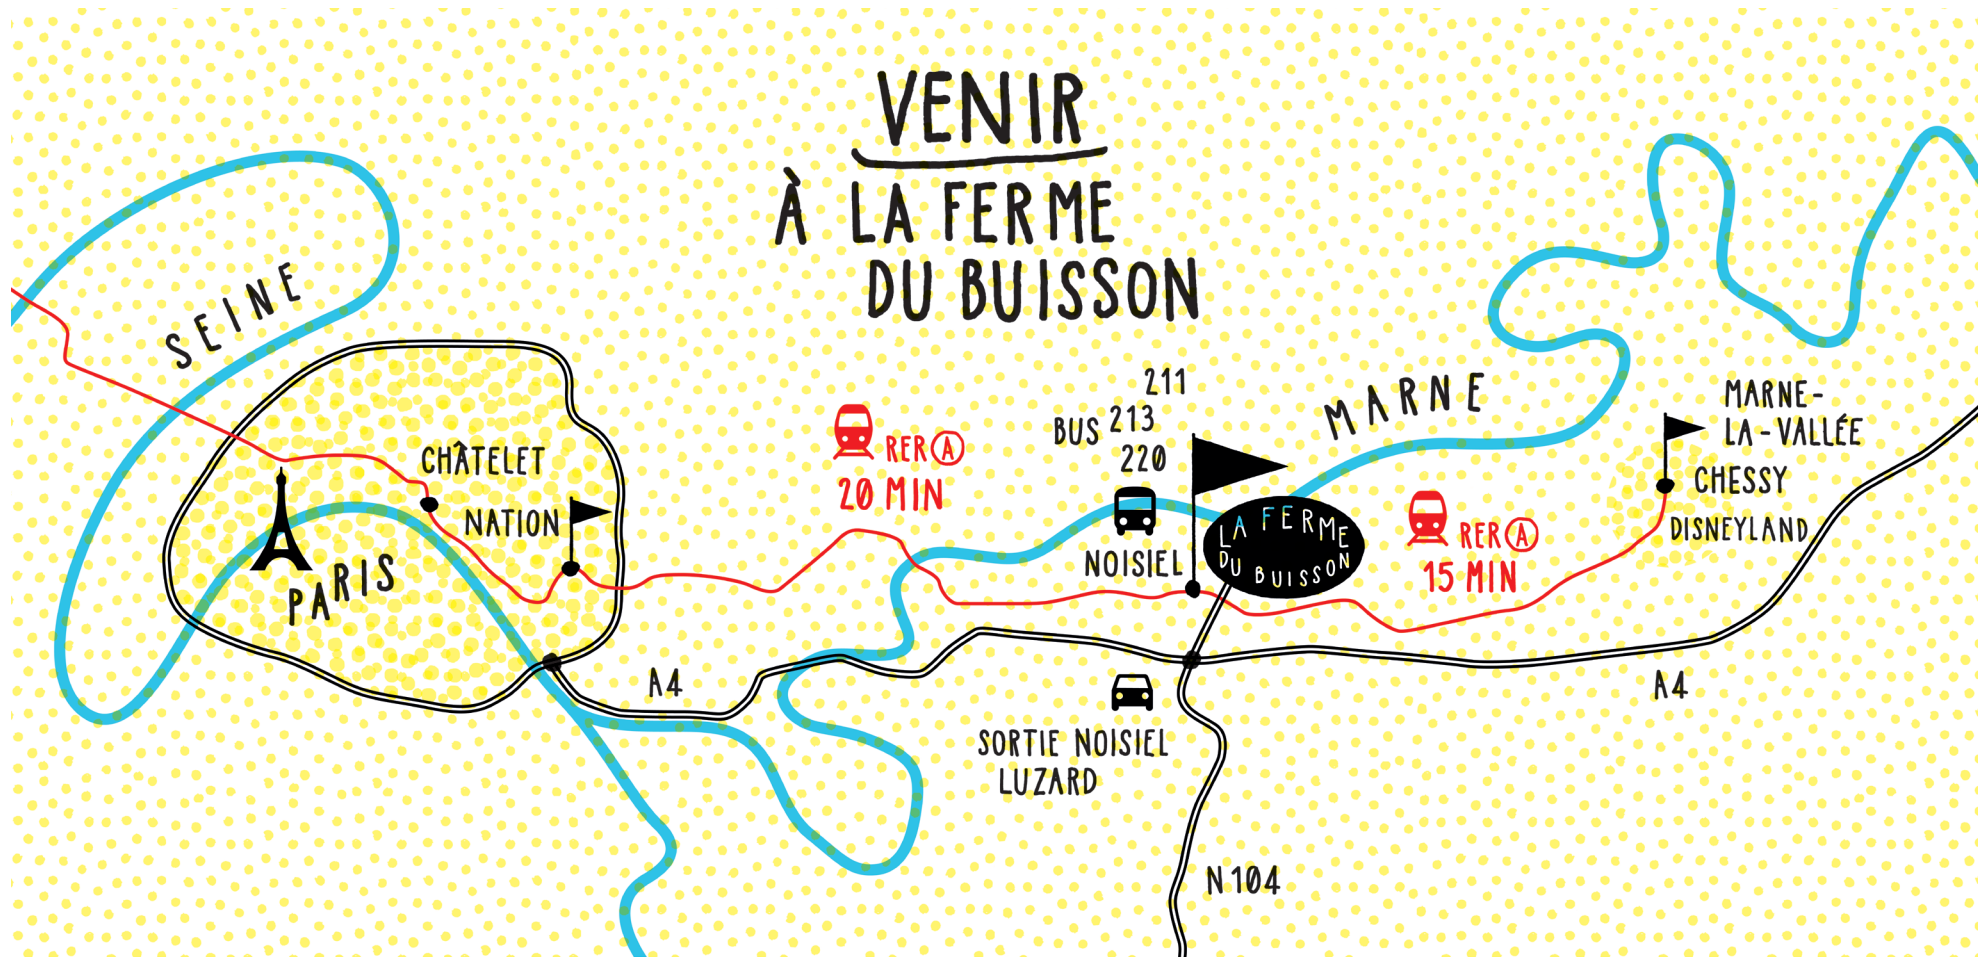 VENIR
À LA FERME
DU BUISSON
SEINE
CHÂTELET
NATION
PARIS
RER A
20 MIN
211
BUS 213
220
NOISIEL
LA FERME
DU BUISSON
MARNE
RER A
15 MIN
MARNE-
LA-VALLÉE
CHESSY
DISNEYLAND
A4
SORTIE NOISIEL
LUZARD
A4
N104